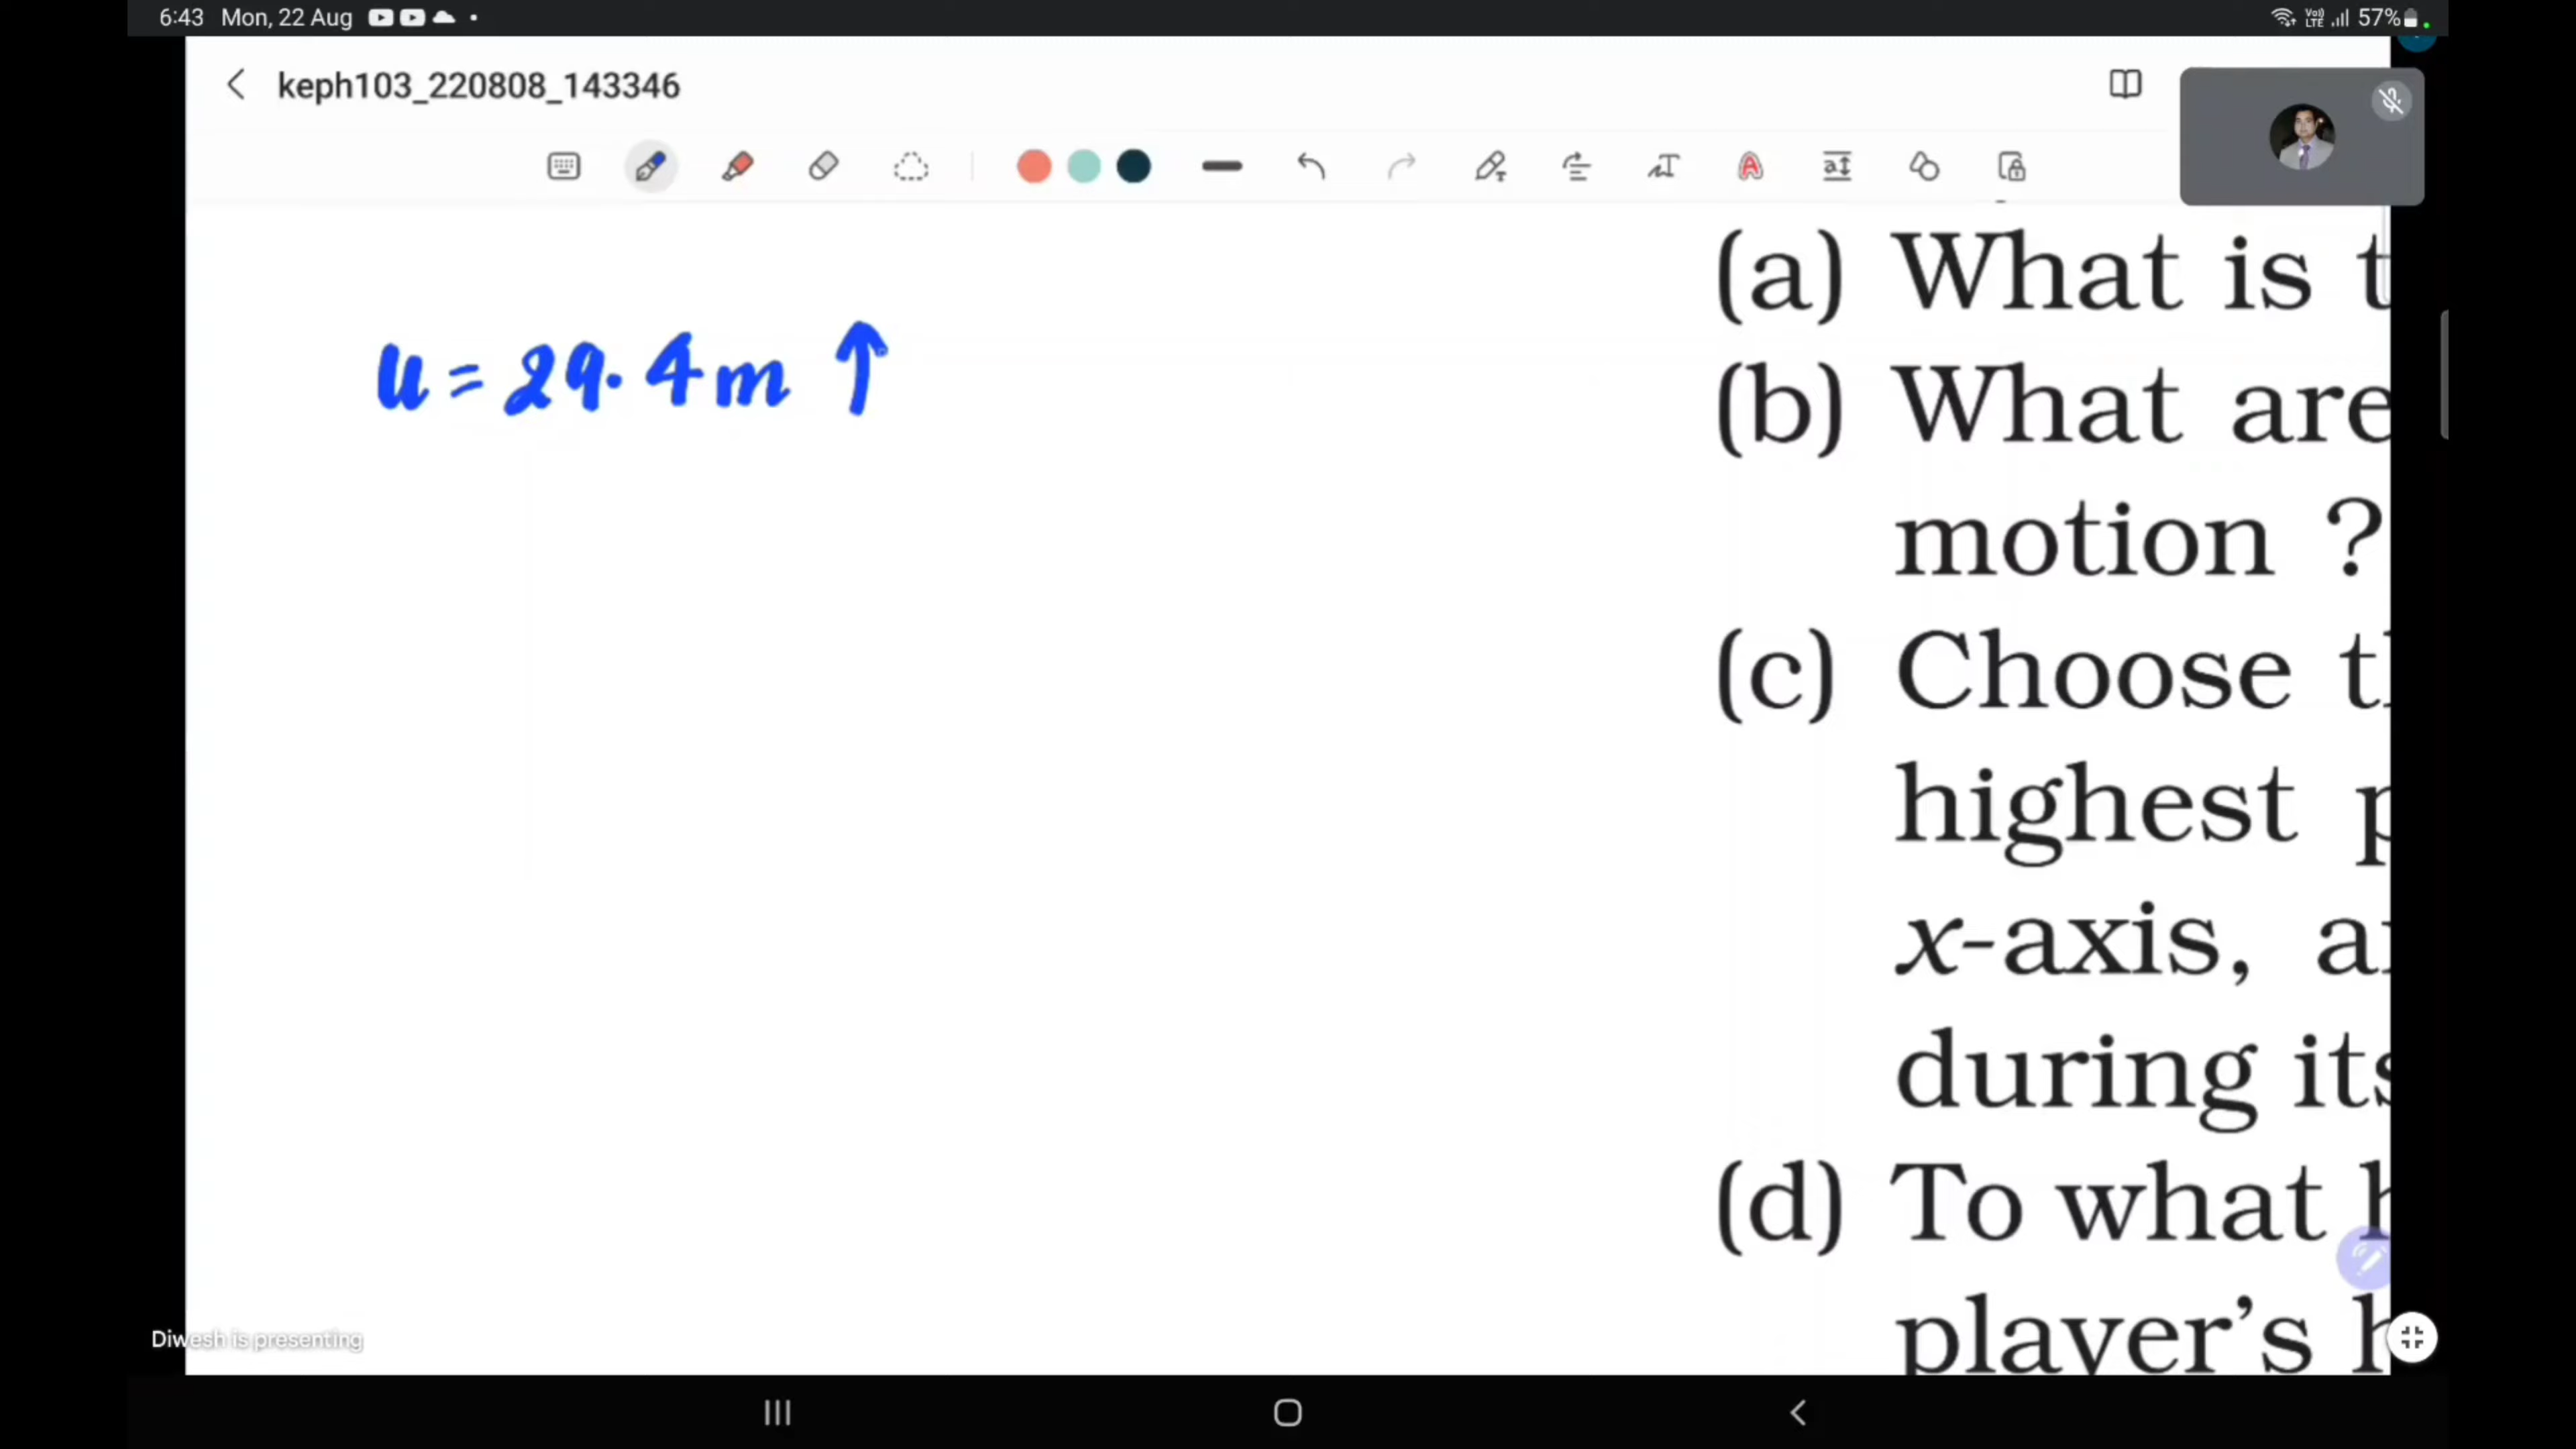 6:43 Mon, 22 Aug
57%
keph103_220808_143346
u = 29.4 m ↑
(a) What is t
(b) What are
motion ?
(c) Choose t
highest p
x-axis, a
during its
(d) To what h
player's h
Diwesh is presenting